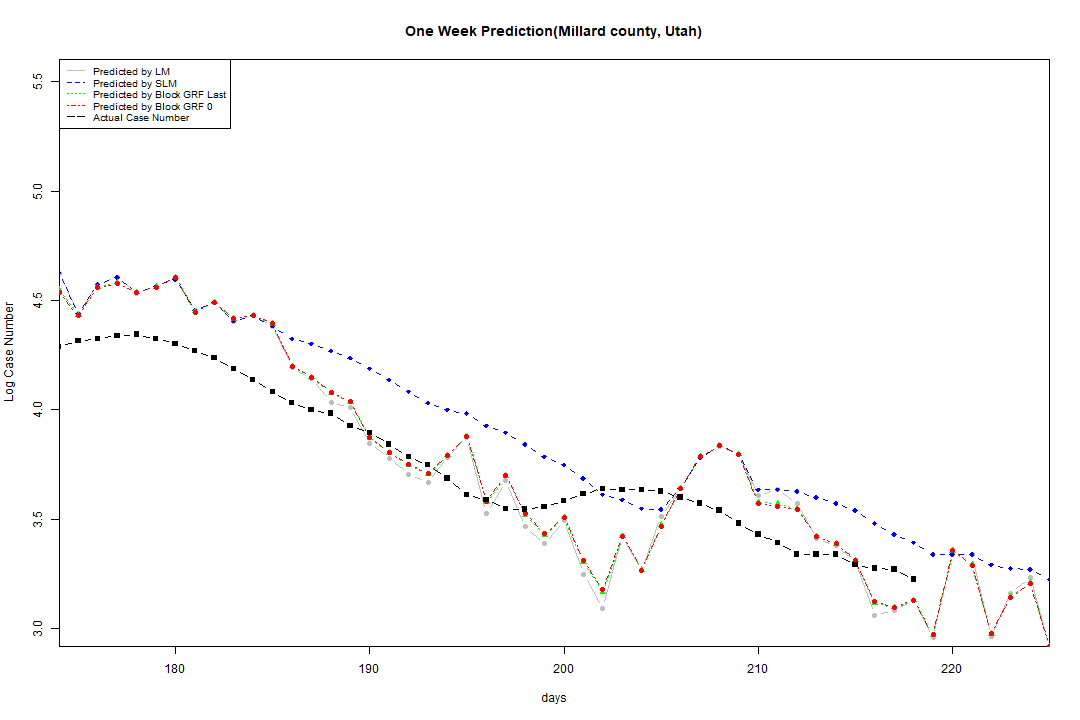 One Week Prediction(Millard county, Utah)
Predicted by LM
Predicted by SLM
Predicted by Block GRF Last
Predicted by Block GRF 0
Actual Case Number
5.5
5.0
4.5
4.0
3.5
3.0
Log Case Number
180 190 200 210 220
days